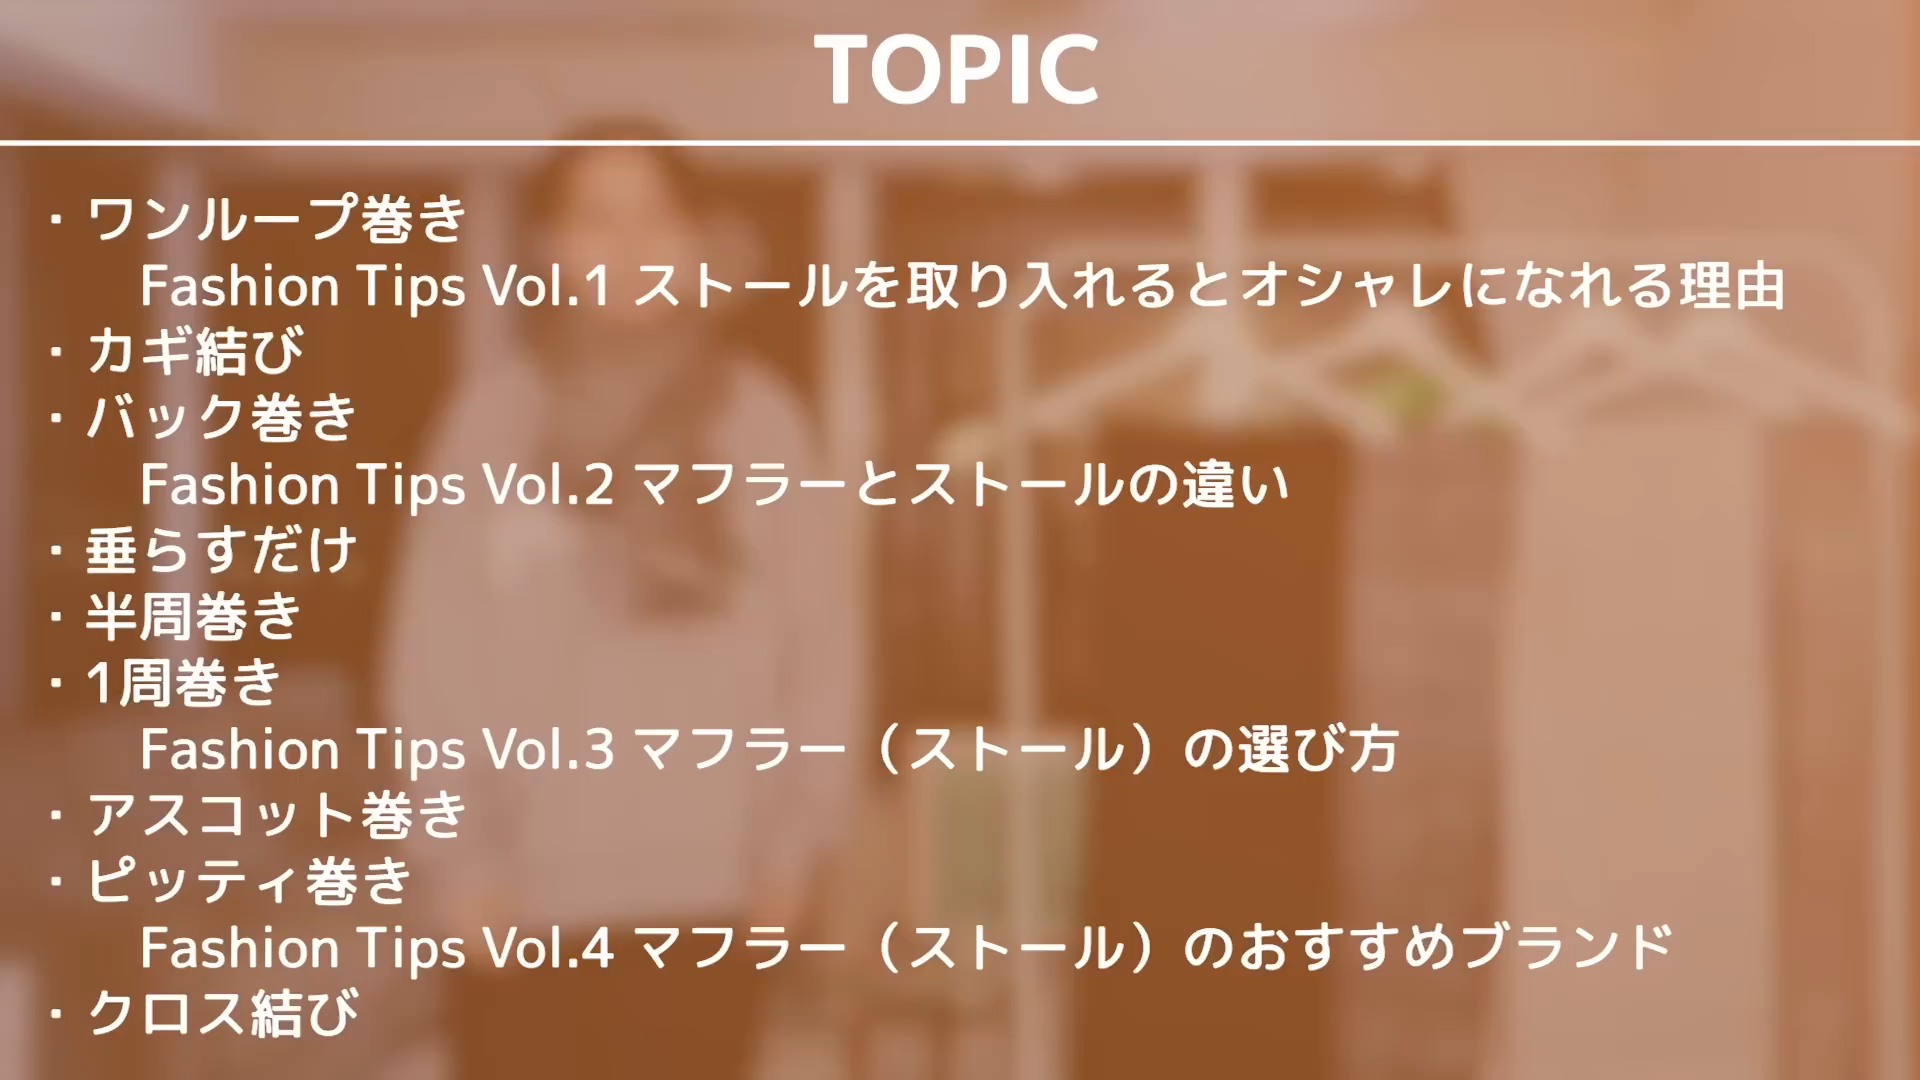 TOPIC
・ワンループ巻き
Fashion Tips Vol.1 ストールを取り入れるとオシャレになれる理由
・カギ結び
・バック巻き
Fashion Tips Vol.2 マフラーとストールの違い
・垂らすだけ
・半周巻き
・1周巻き
Fashion Tips Vol.3 マフラー（ストール）の選び方
・アスコット巻き
・ピッティ巻き
Fashion Tips Vol.4 マフラー（ストール）のおすすめブランド
・クロス結び